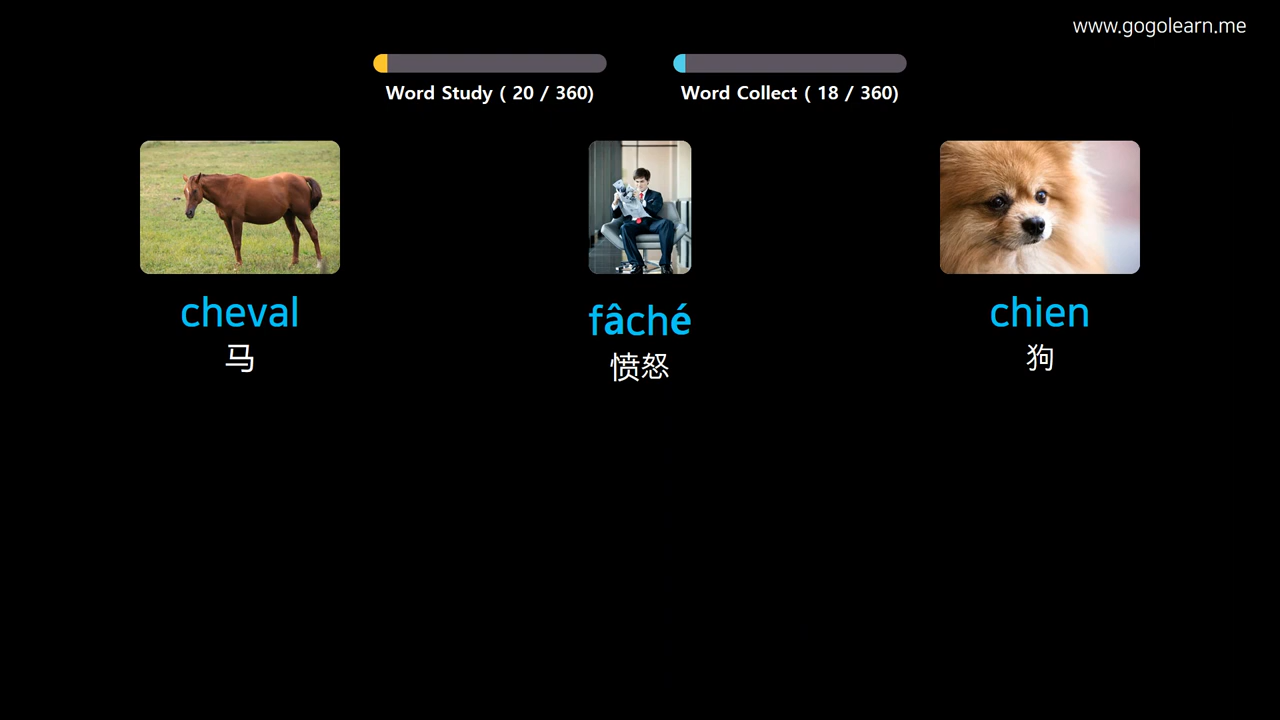 www.gogolearn.me
Word Study ( 20 / 360)
Word Collect ( 18 / 360)
cheval
马
fâché
愤怒
chien
狗